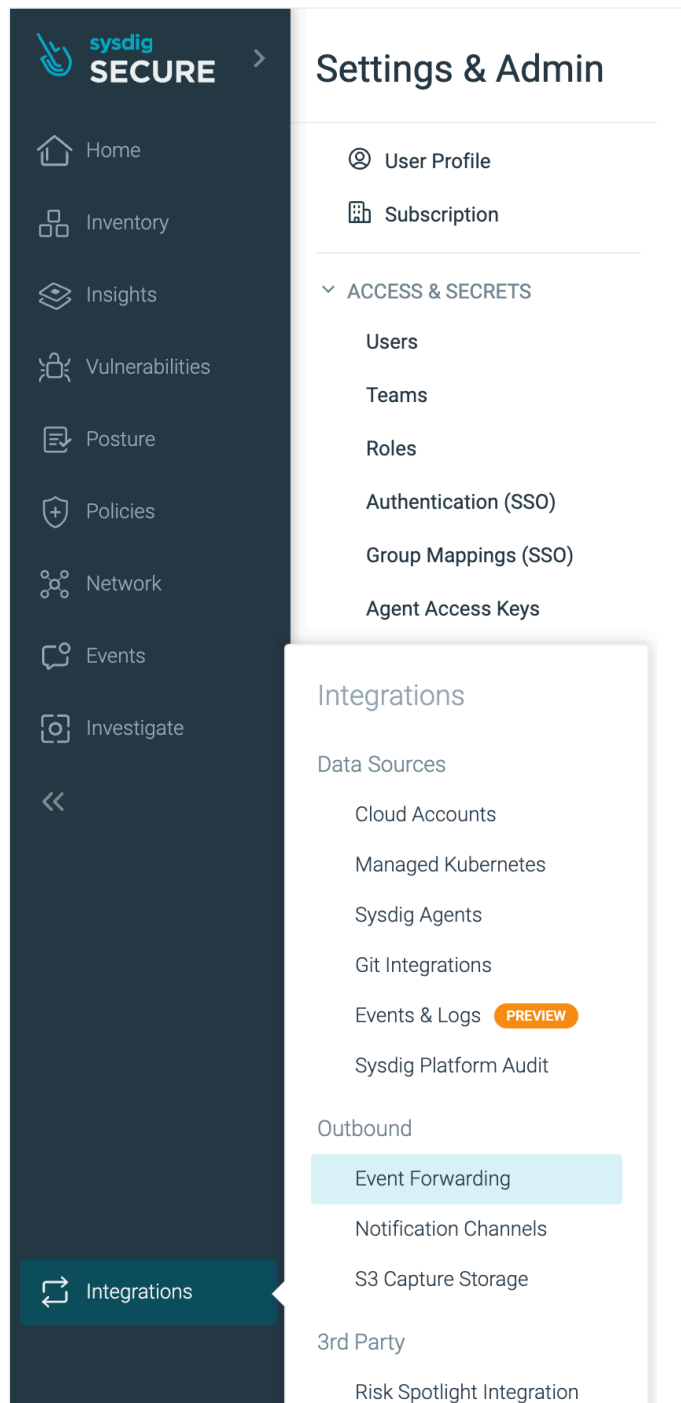 sysdig
SECURE
Home
Inventory
Insights
Vulnerabilities
Posture
Policies
Network
Events
Investigate
Integrations
Settings & Admin
User Profile
Subscription
ACCESS & SECRETS
Users
Teams
Roles
Authentication (SSO)
Group Mappings (SSO)
Agent Access Keys
Integrations
Data Sources
Cloud Accounts
Managed Kubernetes
Sysdig Agents
Git Integrations
Events & Logs PREVIEW
Sysdig Platform Audit
Outbound
Event Forwarding
Notification Channels
S3 Capture Storage
3rd Party
Risk Spotlight Integration